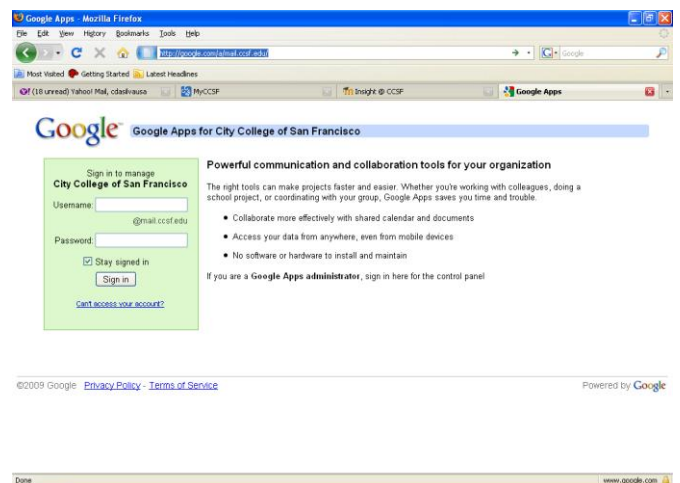 Google Apps - Mozilla Firefox
File Edit View History Bookmarks Tools Help
http://google.com/a/mail.ccsf.edu/ Google
Most Visited Getting Started Latest Headlines
(18 unread) Yahoo! Mail, cdasilvausa MyCCSF Insight @ CCSF Google Apps
Google Google Apps for City College of San Francisco
Sign in to manage
City College of San Francisco
Username:
@mail.ccsf.edu
Password:
Stay signed in
Sign in
Can't access your account?
Powerful communication and collaboration tools for your organization
The right tools can make projects faster and easier. Whether you're working with colleagues, doing a
school project, or coordinating with your group, Google Apps saves you time and trouble.
Collaborate more effectively with shared calendar and documents
Access your data from anywhere, even from mobile devices
No software or hardware to install and maintain
If you are a Google Apps administrator, sign in here for the control panel
©2009 Google Privacy Policy - Terms of Service Powered by Google
Done www.google.com